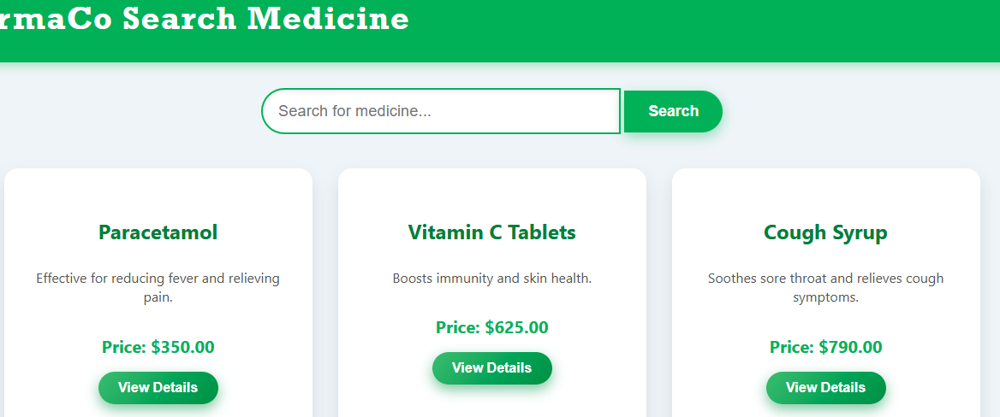 rmaCo Search Medicine
Search for medicine...
Search
Paracetamol
Effective for reducing fever and relieving
pain.
Price: $350.00
View Details
Vitamin C Tablets
Boosts immunity and skin health.
Price: $625.00
View Details
Cough Syrup
Soothes sore throat and relieves cough
symptoms.
Price: $790.00
View Details